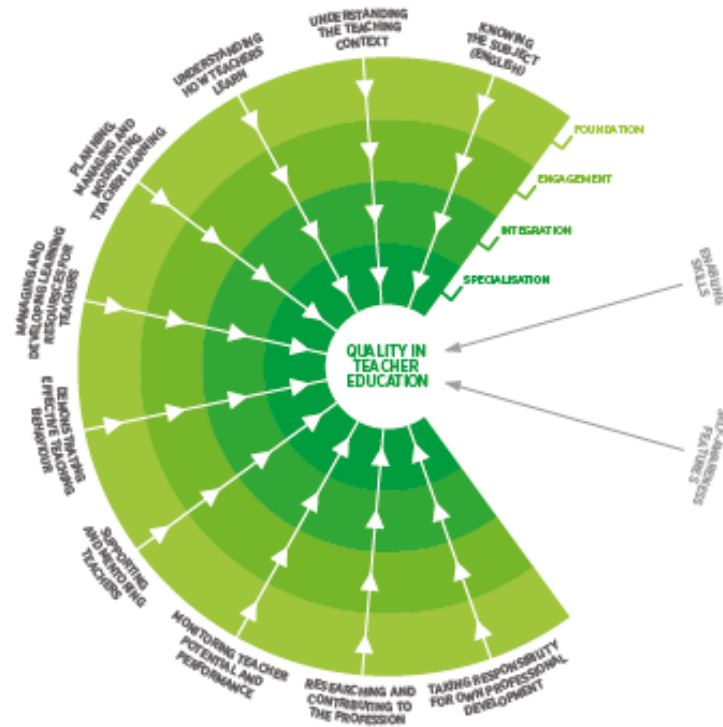 KNOWING
THE SUBJECT
(ENGLISH)
UNDERSTANDING
THE TEACHING
CONTEXT
UNDERSTANDING
HOW TEACHERS
LEARN
PLANNING,
MANAGING AND
MODERATING
TEACHER LEARNING
MANAGING AND
DEVELOPING LEARNING
RESOURSCES FOR
TEACHERS
DEMONSTRATING
EFFECTIVE TEACHING
BEHAVIOUR
SUPPORTING
AND MENTORING
TEACHERS
MONITORING TEACHER
POTENTIAL AND
PERFORMANCE
RESEARCHING AND
CONTRIBUTING TO
THE PROFESSION
TAKING RESPONSIBILITY
FOR OWN PROFESSIONAL
DEVELOPMENT
FOUNDATION
ENGAGEMENT
INTEGRATION
SPECIALISATION
QUALITY IN
TEACHER
EDUCATION
ENABLING
SKILLS
SELF-AWARENESS
FEATURES